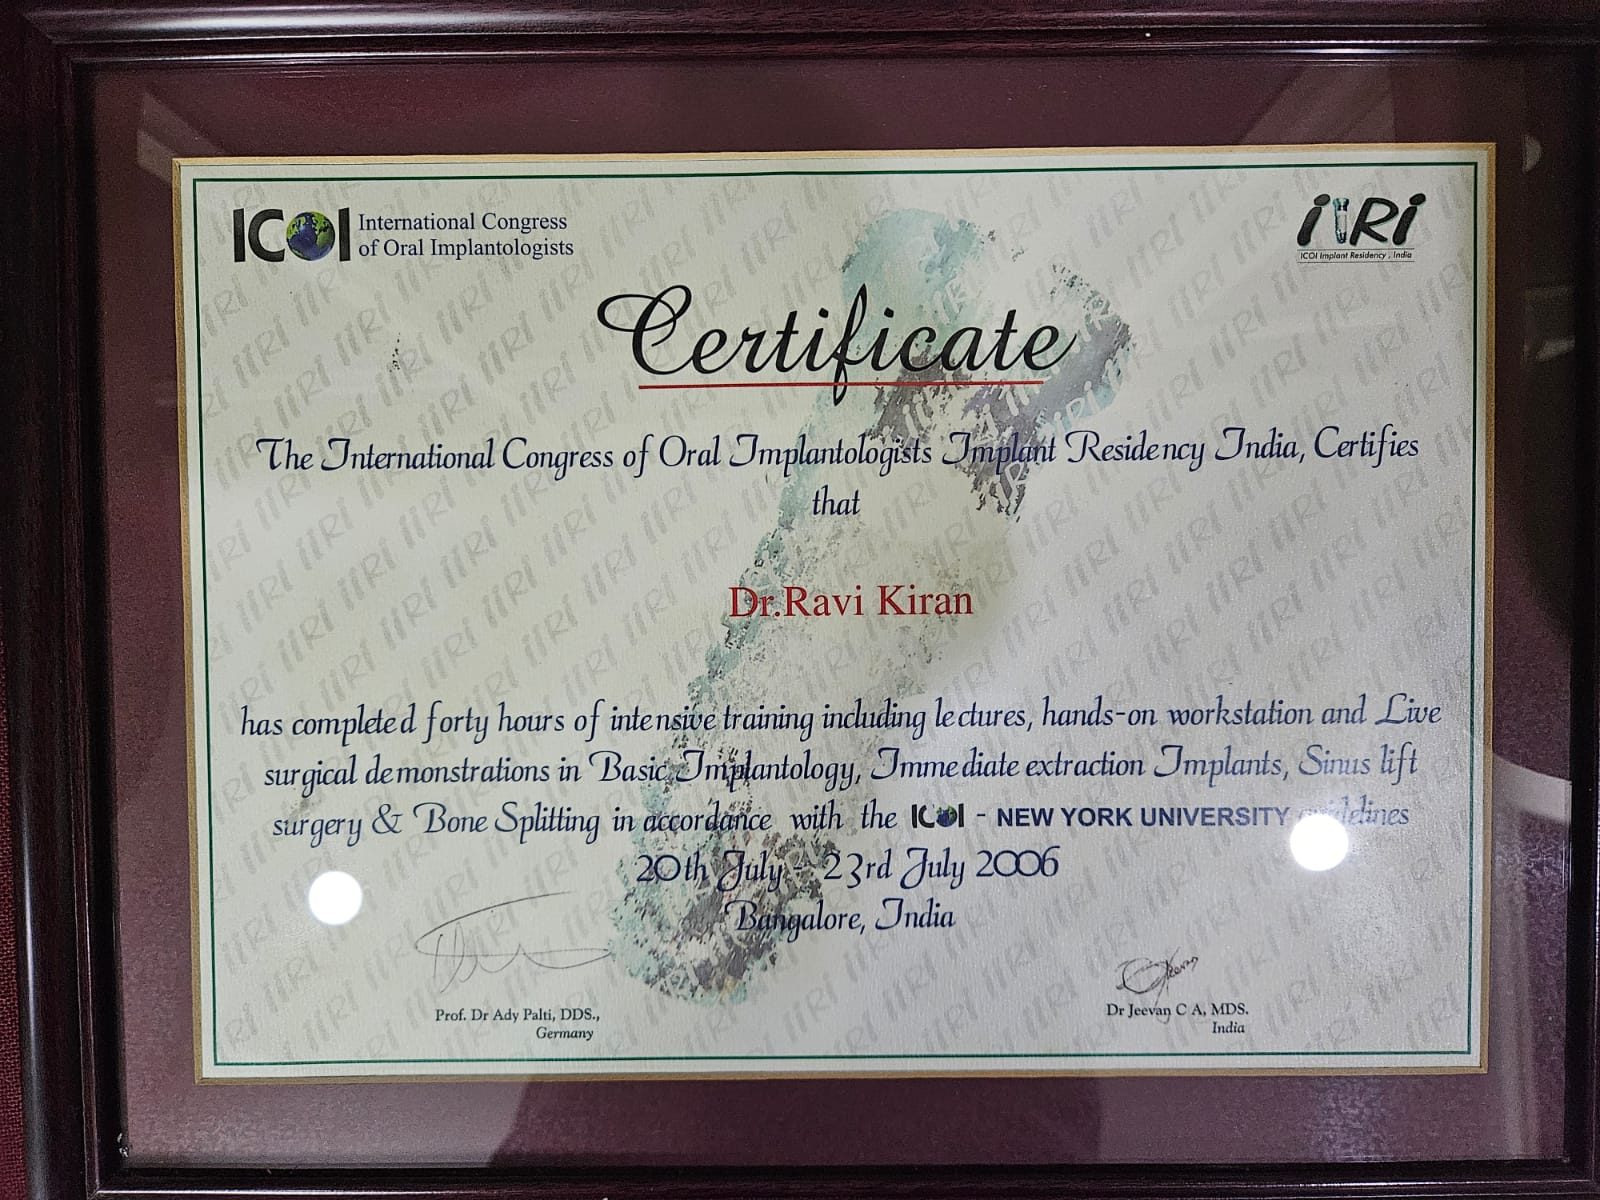 ICOI International Congress
of Oral Implantologists
iiRi
ICOI Implant Residency , India
Certificate
The International Congress of Oral Implantologists Implant Residency India, Certifies
that
Dr.Ravi Kiran
has completed forty hours of intensive training including lectures, hands-on workstation and Live
surgical demonstrations in Basic Implantology, Immediate extraction Implants, Sinus lift
surgery & Bone Splitting in accordance with the ICOI - NEW YORK UNIVERSITY guidelines
20th July - 23rd July 2006
Bangalore, India
Prof. Dr Ady Palti, DDS.,
Germany
Dr Jeevan C A, MDS.
India